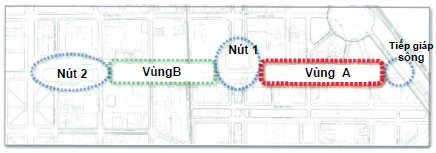 Nút 2
VùngB
Nút 1
Vùng A
Tiếp giáp
sông